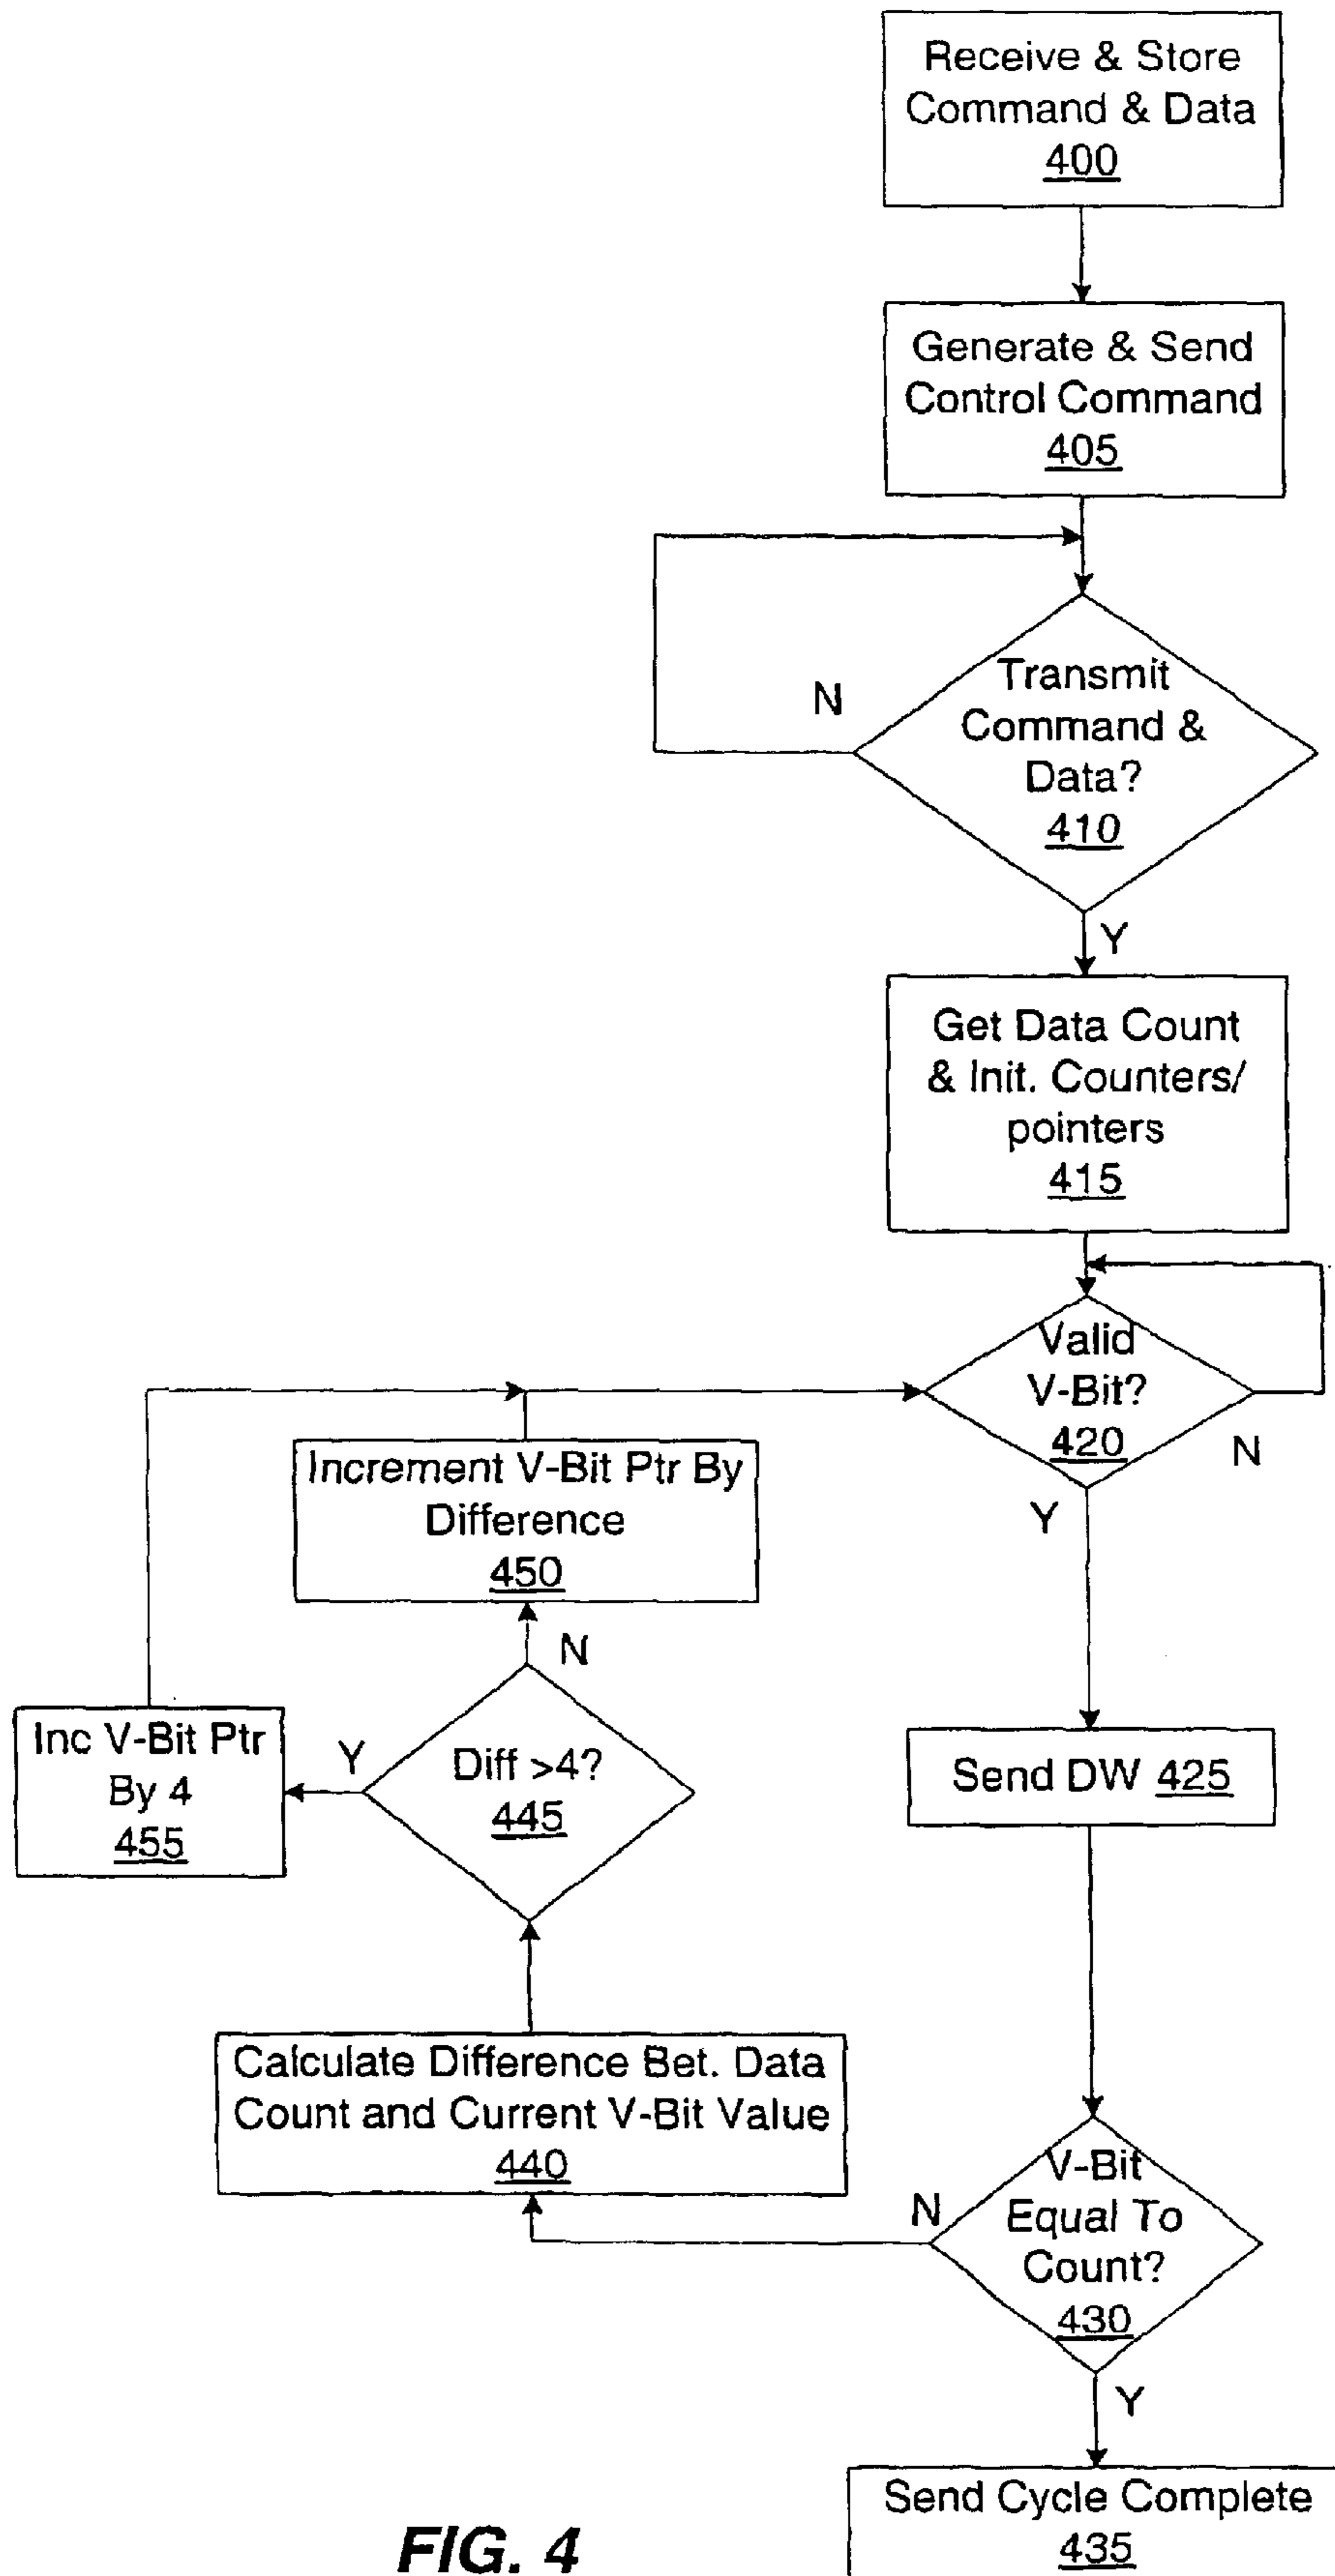 Receive & Store
Command & Data
400
Generate & Send
Control Command
405
Transmit
Command &
Data?
410
N
Y
Get Data Count
& Init. Counters/
pointers
415
Valid
V-Bit?
420
N
Y
Increment V-Bit Ptr By
Difference
450
N
Inc V-Bit Ptr
By 4
455
Y
Diff >4?
445
Send DW 425
Calculate Difference Bet. Data
Count and Current V-Bit Value
440
N
V-Bit
Equal To
Count?
430
Y
Send Cycle Complete
435
FIG. 4